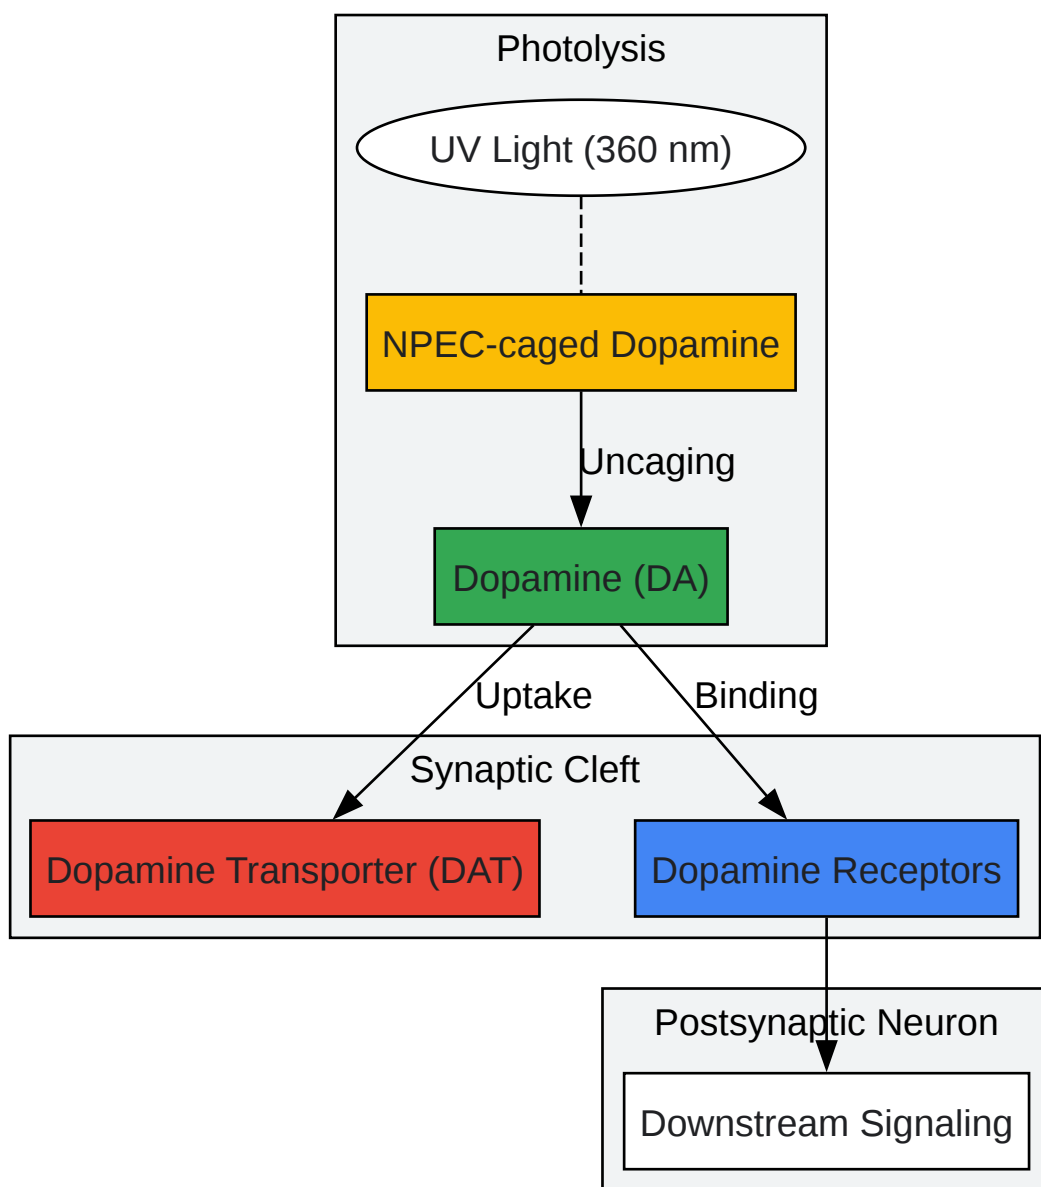 Photolysis
UV Light (360 nm)
NPEC-caged Dopamine
Uncaging
Dopamine (DA)
Uptake
Binding
Synaptic Cleft
Dopamine Transporter (DAT)
Dopamine Receptors
Postsynaptic Neuron
Downstream Signaling